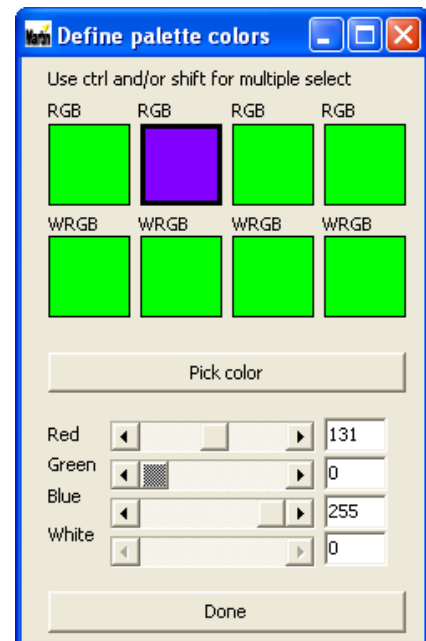 Martin Define palette colors
Use ctrl and/or shift for multiple select
RGB RGB RGB RGB
WRGB WRGB WRGB WRGB
Pick color
Red 131
Green 0
Blue 255
White 0
Done